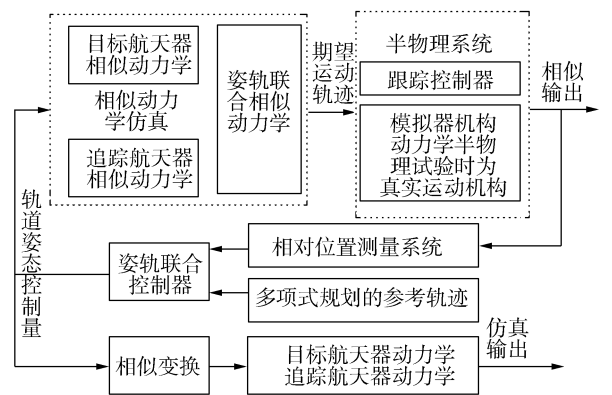 目标航天器
相似动力学
相似动力
学仿真
追踪航天器
相似动力学
姿轨联
合相似
动力学
期望
运动
轨迹
半物理系统
跟踪控制器
模拟器机构
动力学半物
理试验时为
真实运动机构
相似
输出
轨道姿态控制量
姿轨联合
控制器
相对位置测量系统
多项式规划的参考轨迹
相似变换
目标航天器动力学
追踪航天器动力学
仿真
输出